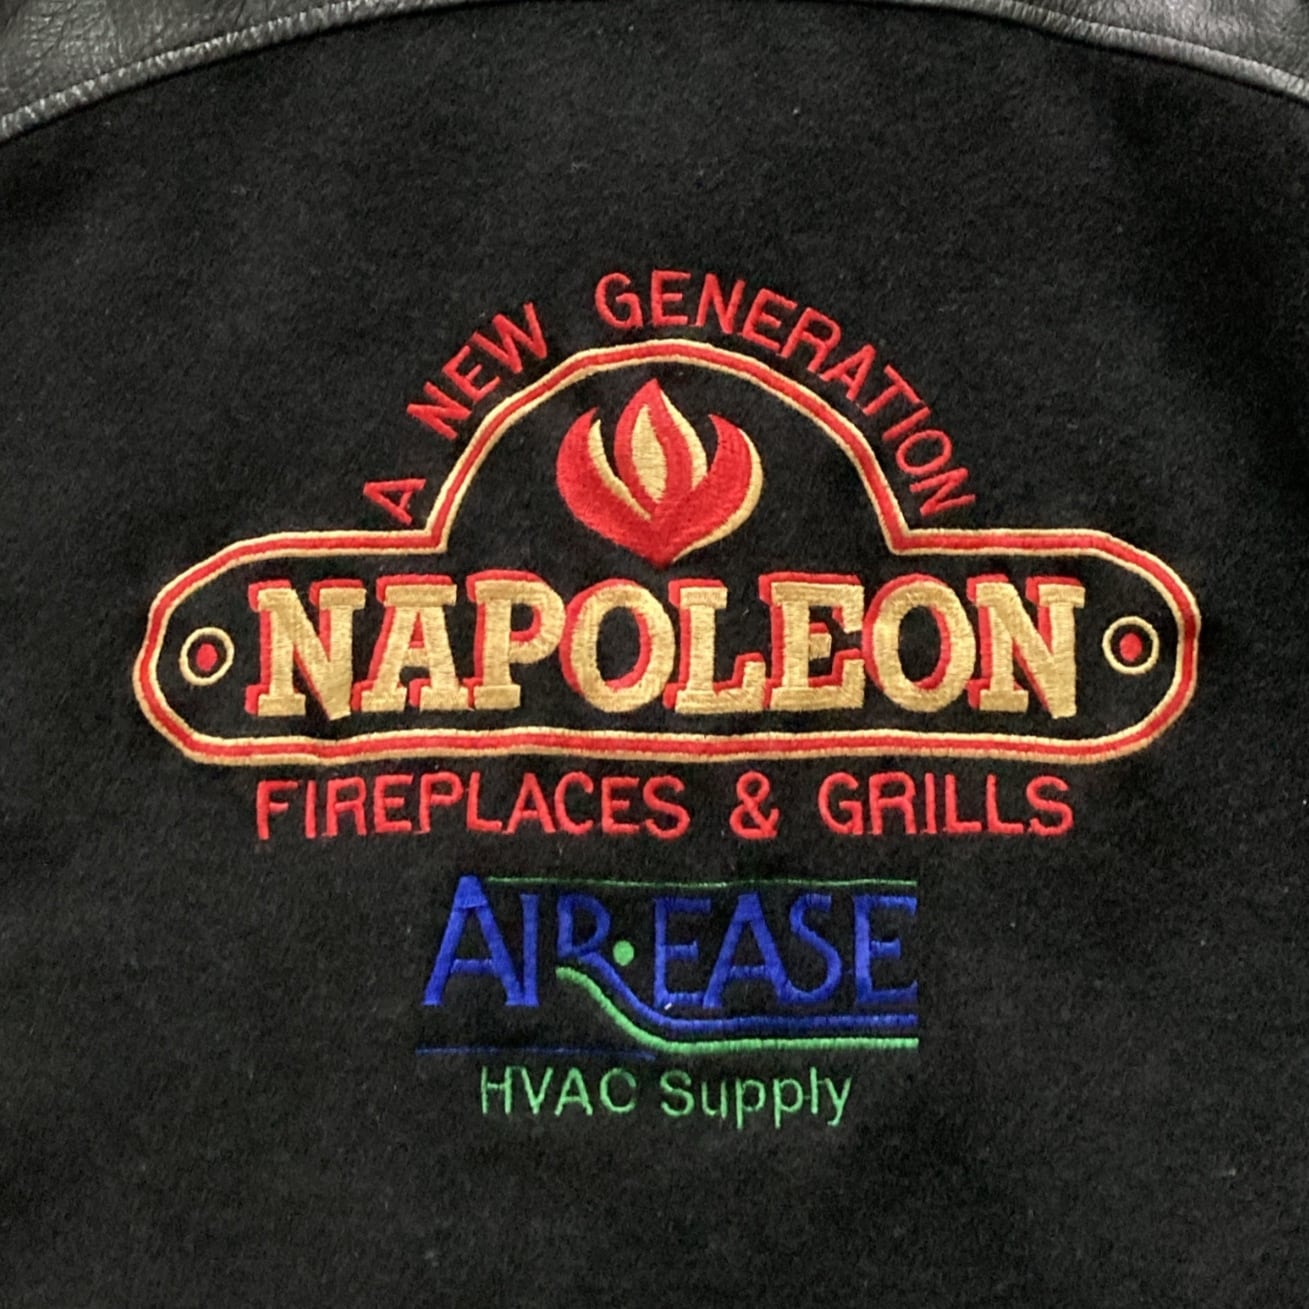 A NEW GENERATION
NAPOLEON
FIREPLACES & GRILLS
AIR·EASE
HVAC Supply